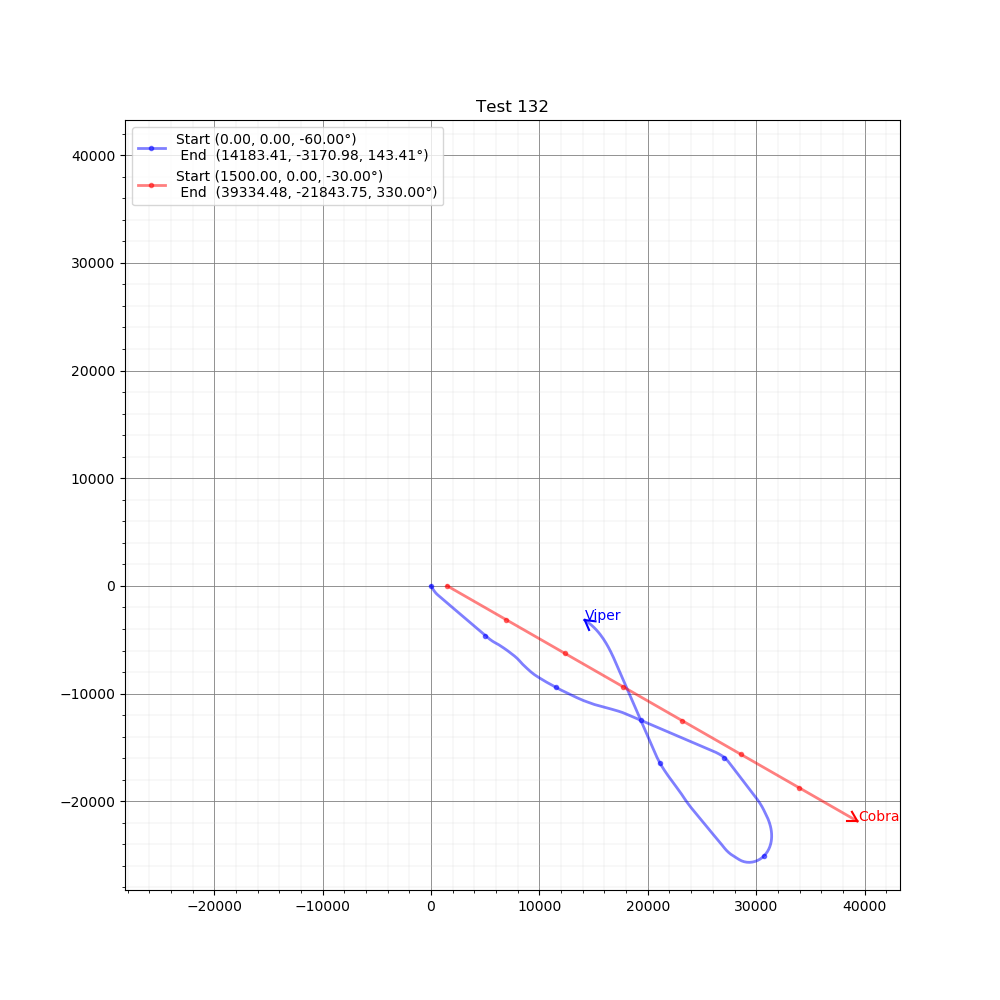 Test 132
Start (0.00, 0.00, -60.00°)
End (14183.41, -3170.98, 143.41°)
Start (1500.00, 0.00, -30.00°)
End (39334.48, -21843.75, 330.00°)
40000
30000
20000
10000
0
−10000
−20000
Viper
Cobra
−20000 −10000 0 10000 20000 30000 40000